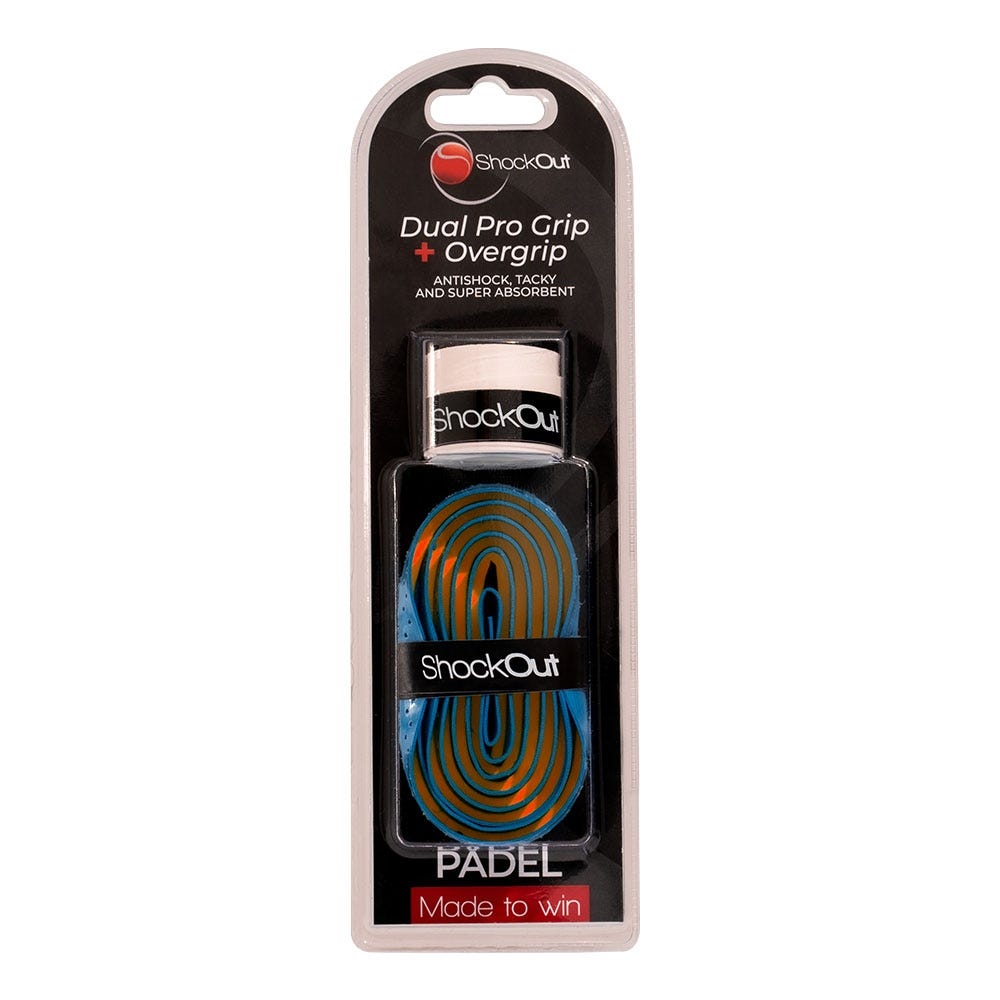 ShockOut
Dual Pro Grip
+ Overgrip
ANTISHOCK, TACKY
AND SUPER ABSORBENT
ShockOut
ShockOut
PADEL
Made to win